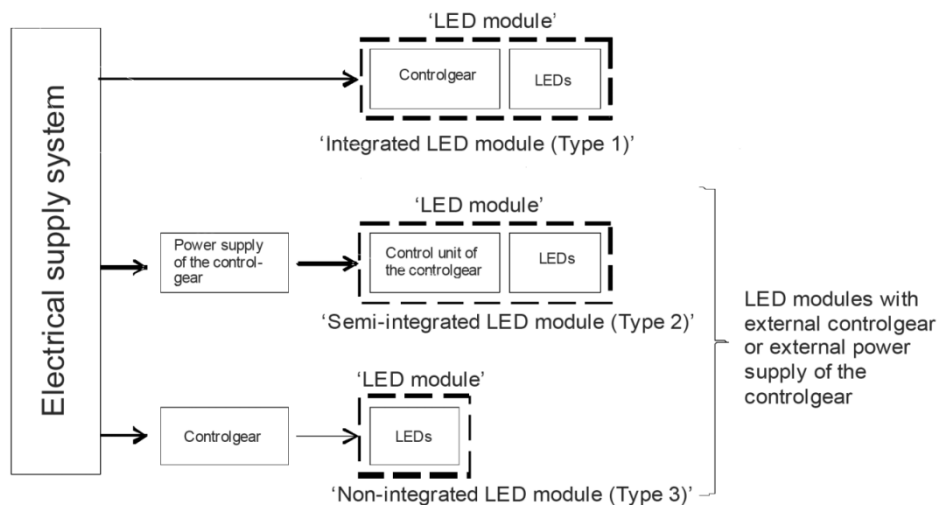 Electrical supply system
‘LED module’
Controlgear
LEDs
‘Integrated LED module (Type 1)’
‘LED module’
Power supply
of the control-
gear
Control unit of
the controlgear
LEDs
‘Semi-integrated LED module (Type 2)’
‘LED module’
Controlgear
LEDs
‘Non-integrated LED module (Type 3)’
LED modules with
external controlgear
or external power
supply of the
controlgear